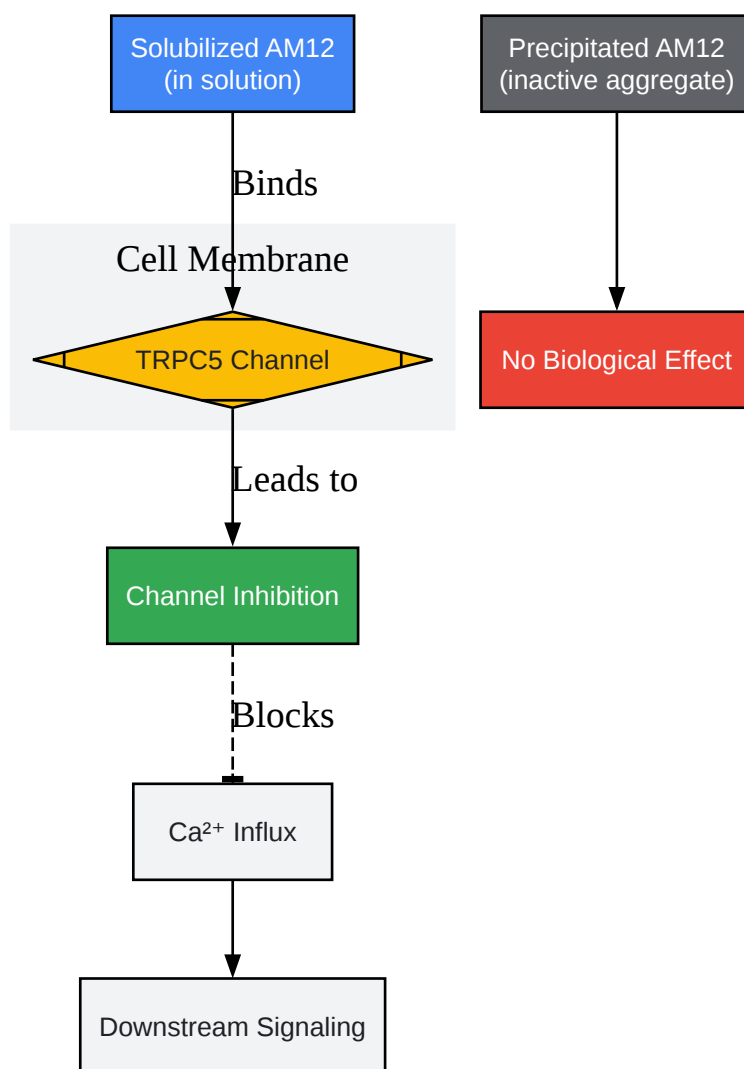 Solubilized AM12
(in solution)
Precipitated AM12
(inactive aggregate)
Binds
Cell Membrane
TRPC5 Channel
No Biological Effect
Leads to
Channel Inhibition
Blocks
Ca²⁺ Influx
Downstream Signaling